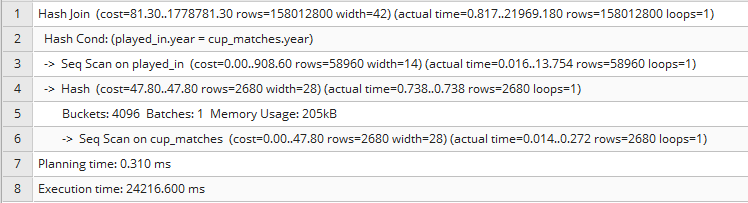 1 Hash Join (cost=81.30..1778781.30 rows=158012800 width=42) (actual time=0.817..21969.180 rows=158012800 loops=1)
2 Hash Cond: (played_in.year = cup_matches.year)
3 -> Seq Scan on played_in (cost=0.00..908.60 rows=58960 width=14) (actual time=0.016..13.754 rows=58960 loops=1)
4 -> Hash (cost=47.80..47.80 rows=2680 width=28) (actual time=0.738..0.738 rows=2680 loops=1)
5 Buckets: 4096 Batches: 1 Memory Usage: 205kB
6 -> Seq Scan on cup_matches (cost=0.00..47.80 rows=2680 width=28) (actual time=0.014..0.272 rows=2680 loops=1)
7 Planning time: 0.310 ms
8 Execution time: 24216.600 ms